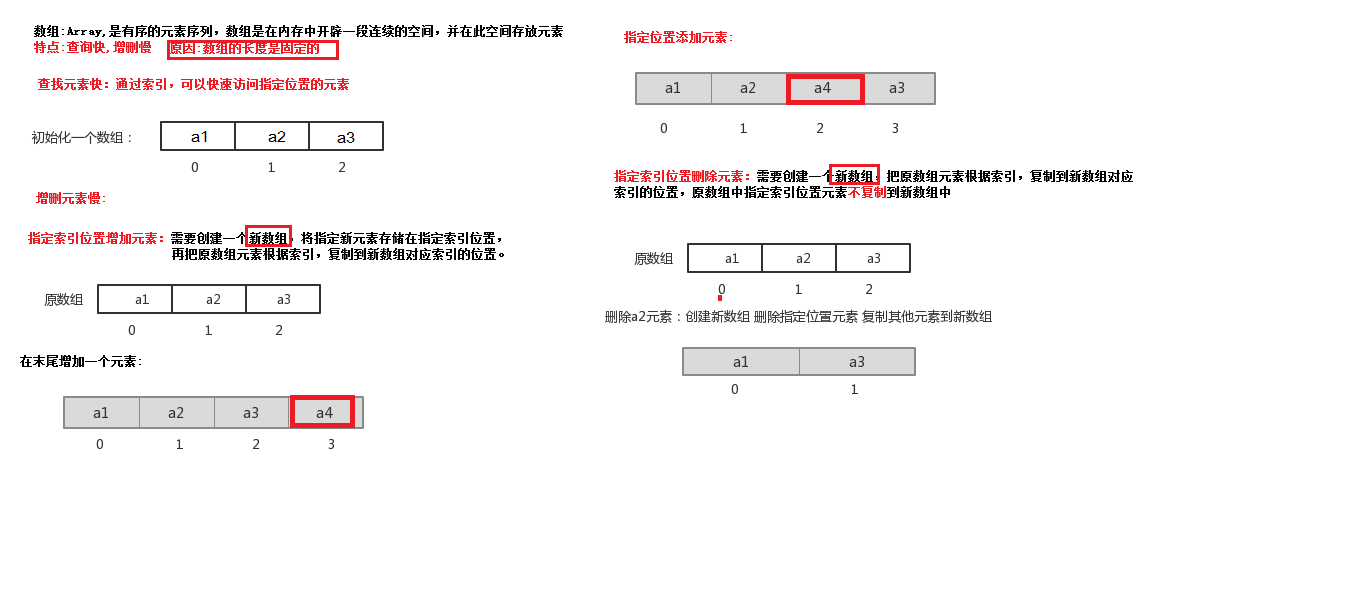 数组:Array,是有序的元素序列，数组是在内存中开辟一段连续的空间，并在此空间存放元素
特点:查询快,增删慢 原因:数组的长度是固定的
查找元素快：通过索引，可以快速访问指定位置的元素
初始化一个数组：
a1 a2 a3
0 1 2
增删元素慢:
指定索引位置增加元素：需要创建一个新数组，将指定新元素存储在指定索引位置，
再把原数组元素根据索引，复制到新数组对应索引的位置。
原数组 a1 a2 a3
0 1 2
在末尾增加一个元素:
a1 a2 a3 a4
0 1 2 3
指定位置添加元素:
a1 a2 a4 a3
0 1 2 3
指定索引位置删除元素：需要创建一个新数组，把原数组元素根据索引，复制到新数组对应
索引的位置，原数组中指定索引位置元素不复制到新数组中
原数组 a1 a2 a3
0 1 2
删除a2元素：创建新数组 删除指定位置元素 复制其他元素到新数组
a1 a3
0 1